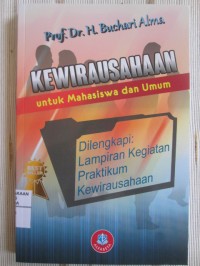 Prof. Dr. H. Buchari Alma.
KEWIRAUSAHAAN
untuk Mahasiswa dan Umum
Dilengkapi:
Lampiran Kegiatan
Praktikum
Kewirausahaan